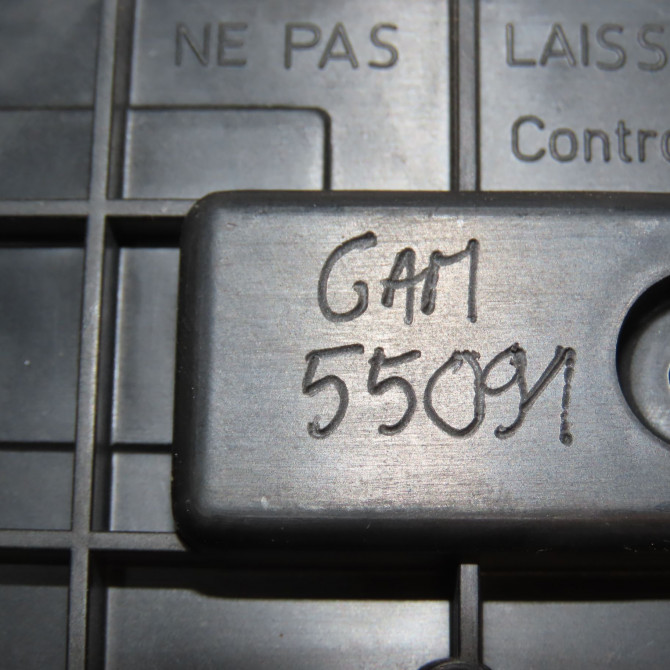 NE PAS LAISS
Contro
GAM
55091